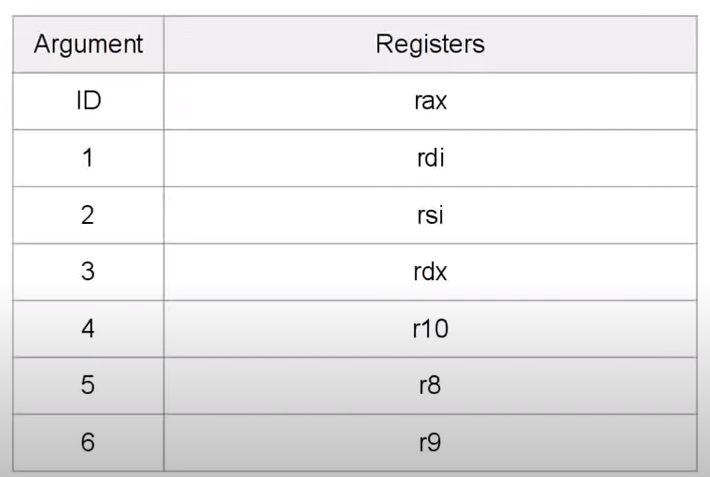 Argument Registers
ID rax
1 rdi
2 rsi
3 rdx
4 r10
5 r8
6 r9